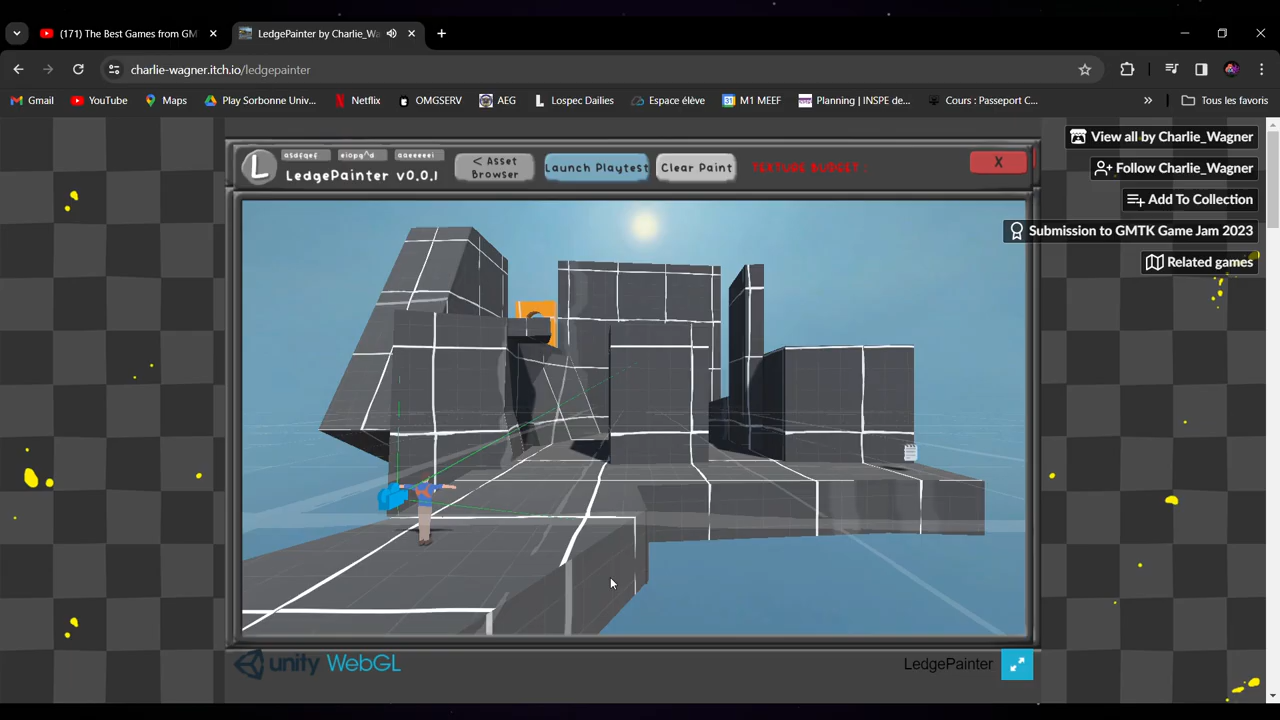 (171) The Best Games from GM
LedgePainter by Charlie_Wa
charlie-wagner.itch.io/ledgepainter
Gmail
YouTube
Maps
Play Sorbonne Univ...
Netflix
OMGSERV
AEG
Lospec Dailies
Espace élève
M1 MEEF
Planning | INSPE de...
Cours : Passeport C...
»
Tous les favoris
View all by Charlie_Wagner
Follow Charlie_Wagner
Add To Collection
Submission to GMTK Game Jam 2023
Related games
L
asdfgef
eiopg^d
aaeeeeei
LedgePainter v0.0.1
< Asset
Browser
Launch Playtest
Clear Paint
TEXTURE BUDGET :
X
unity WebGL
LedgePainter